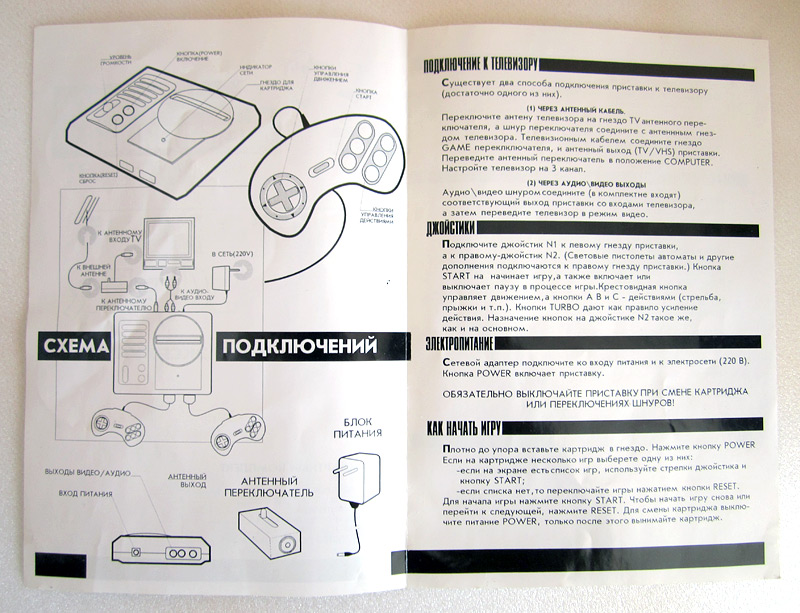 УРОВЕНЬ
ГРОМКОСТИ
КНОПКА(POWER)
ВКЛЮЧЕНИЕ
ИНДИКАТОР
СЕТИ
ГНЕЗДО ДЛЯ
КАРТРИДЖА
КНОПКИ
УПРАВЛЕНИЯ
ДВИЖЕНИЕМ
КНОПКА
СТАРТ
КНОПКА(RESET)
СБРОС
КНОПКИ
УПРАВЛЕНИЯ
ДЕЙСТВИЯМИ
К АНТЕННОМУ
ВХОДУ TV
В СЕТЬ(220V)
К ВНЕШНЕЙ
АНТЕННЕ
К АУДИО-
ВИДЕО ВХОДУ
К АНТЕННОМУ
ПЕРЕКЛЮЧАТЕЛЮ
СХЕМА ПОДКЛЮЧЕНИЙ
БЛОК
ПИТАНИЯ
ВЫХОДЫ ВИДЕО/АУДИО
ВХОД ПИТАНИЯ
АНТЕННЫЙ
ВЫХОД
АНТЕННЫЙ
ПЕРЕКЛЮЧАТЕЛЬ
ПОДКЛЮЧЕНИЕ К ТЕЛЕВИЗОРУ
Существует два способа подключения приставки к телевизору
(достаточно одного из них).
(1) ЧЕРЕЗ АНТЕННЫЙ КАБЕЛЬ.
Переключите антену телевизора на гнездо TV антенного пере-
ключателя, а шнур переключателя соедините с антенным гнез-
дом телевизора. Телевизионным кабелем соедините гнездо
GAME переключателя, и антенный выход (TV/VHS) приставки.
Переведите антенный переключатель в положение COMPUTER.
Настройте телевизор на 3 канал.
(2) ЧЕРЕЗ АУДИО\ВИДЕО ВЫХОДЫ
Аудио\видео шнуром соедините (в комплекте входят)
соответствующий выход приставки со входами телевизора,
а затем переведите телевизор в режим видео.
ДЖОЙСТИКИ
Подключите джойстик N1 к левому гнезду приставки,
а к правому-джойстик N2. (Световые пистолеты автоматы и другие
дополнения подключаются к правому гнезду приставки.) Кнопка
START на начинает игру,а также включает или
выключает паузу в процессе игры.Крестовидная кнопка
управляет движением,а кнопки А В и С - действиями (стрельба,
прыжки и т.п.). Кнопки TURBO дают как правило усиление
действия. Назначение кнопок на джойстике N2 такое же,
как и на основном.
ЭЛЕКТРОПИТАНИЕ
Сетевой адаптер подключите ко входу питания и к электросети (220 В).
Кнопка POWER включает приставку.
ОБЯЗАТЕЛЬНО ВЫКЛЮЧАЙТЕ ПРИСТАВКУ ПРИ СМЕНЕ КАРТРИДЖА
ИЛИ ПЕРЕКЛЮЧЕНИЯХ ШНУРОВ!
КАК НАЧАТЬ ИГРУ
Плотно до упора вставьте картридж в гнездо. Нажмите кнопку POWER
Если на картридже несколько игр выберете одну из них:
-если на экране есть список игр, используйте стрелки джойстика и
кнопку START;
-если списка нет,то переключайте игры нажатием кнопки RESET.
Для начала игры нажмите кнопку START. Чтобы начать игру снова или
перейти к следующей, нажмите RESET. Для смены картриджа выклю-
чите питание POWER, только после этого вынимайте картридж.